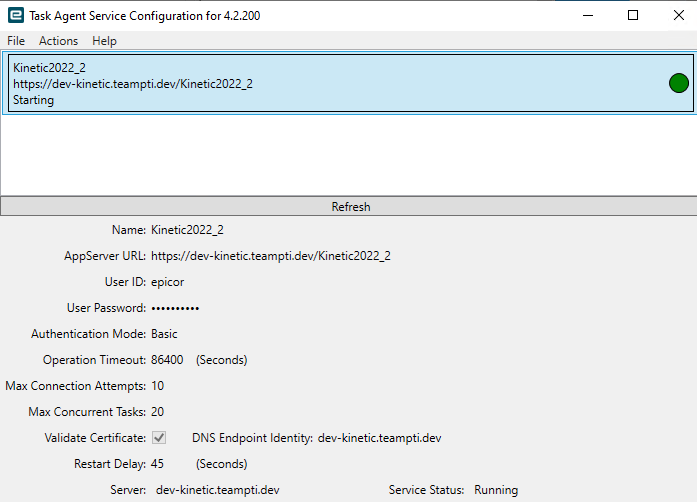 Task Agent Service Configuration for 4.2.200
File Actions Help
Kinetic2022_2
https://dev-kinetic.teampti.dev/Kinetic2022_2
Starting
Refresh
Name: Kinetic2022_2
AppServer URL: https://dev-kinetic.teampti.dev/Kinetic2022_2
User ID: epicor
User Password: ••••••••••
Authentication Mode: Basic
Operation Timeout: 86400 (Seconds)
Max Connection Attempts: 10
Max Concurrent Tasks: 20
Validate Certificate: DNS Endpoint Identity: dev-kinetic.teampti.dev
Restart Delay: 45 (Seconds)
Server: dev-kinetic.teampti.dev Service Status: Running